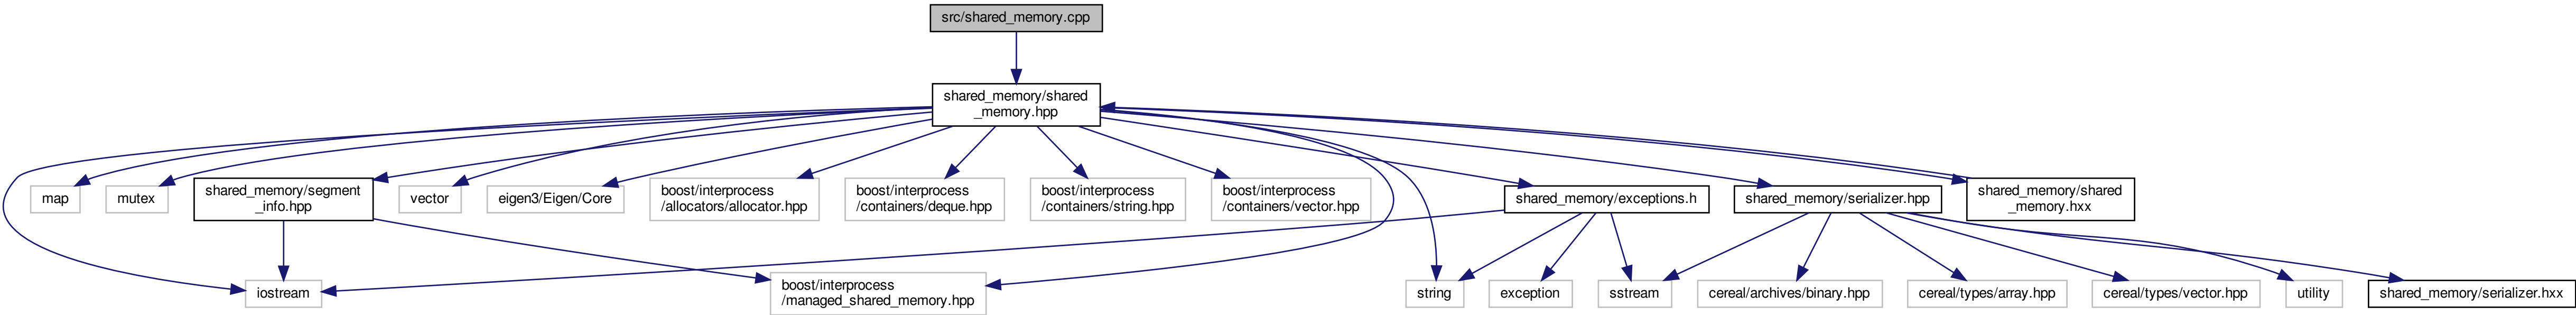 src/shared_memory.cpp
shared_memory/shared
_memory.hpp
map
mutex
shared_memory/segment
_info.hpp
vector
eigen3/Eigen/Core
boost/interprocess
/allocators/allocator.hpp
boost/interprocess
/containers/deque.hpp
boost/interprocess
/containers/string.hpp
boost/interprocess
/containers/vector.hpp
shared_memory/exceptions.h
shared_memory/serializer.hpp
shared_memory/shared
_memory.hxx
iostream
boost/interprocess
/managed_shared_memory.hpp
string
exception
sstream
cereal/archives/binary.hpp
cereal/types/array.hpp
cereal/types/vector.hpp
utility
shared_memory/serializer.hxx